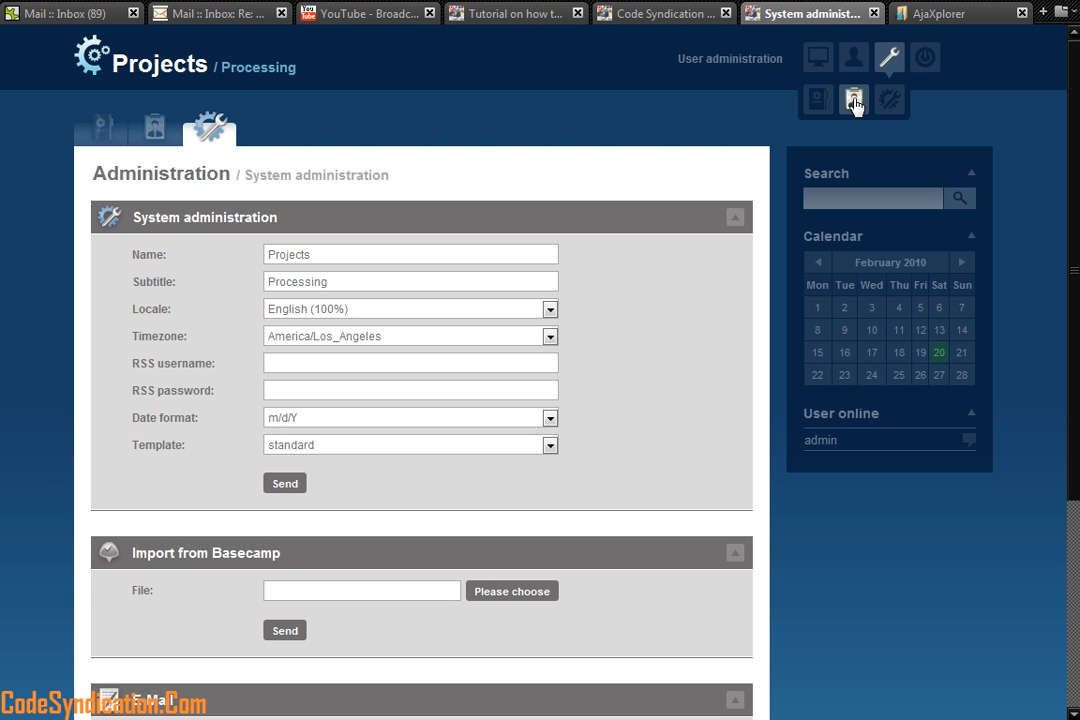 Mail :: Inbox (89)
Mail :: Inbox: Re: ...
YouTube - Broadc...
Tutorial on how t...
Code Syndication ...
System administ...
AjaXplorer
Projects / Processing
User administration
Administration / System administration
System administration
Name: Projects
Subtitle: Processing
Locale: English (100%)
Timezone: America/Los_Angeles
RSS username:
RSS password:
Date format: m/d/Y
Template: standard
Send
Import from Basecamp
File: Please choose
Send
E-Mail
CodeSyndication.Com
Search
Calendar
February 2010
Mon Tue Wed Thu Fri Sat Sun
1 2 3 4 5 6 7
8 9 10 11 12 13 14
15 16 17 18 19 20 21
22 23 24 25 26 27 28
User online
admin